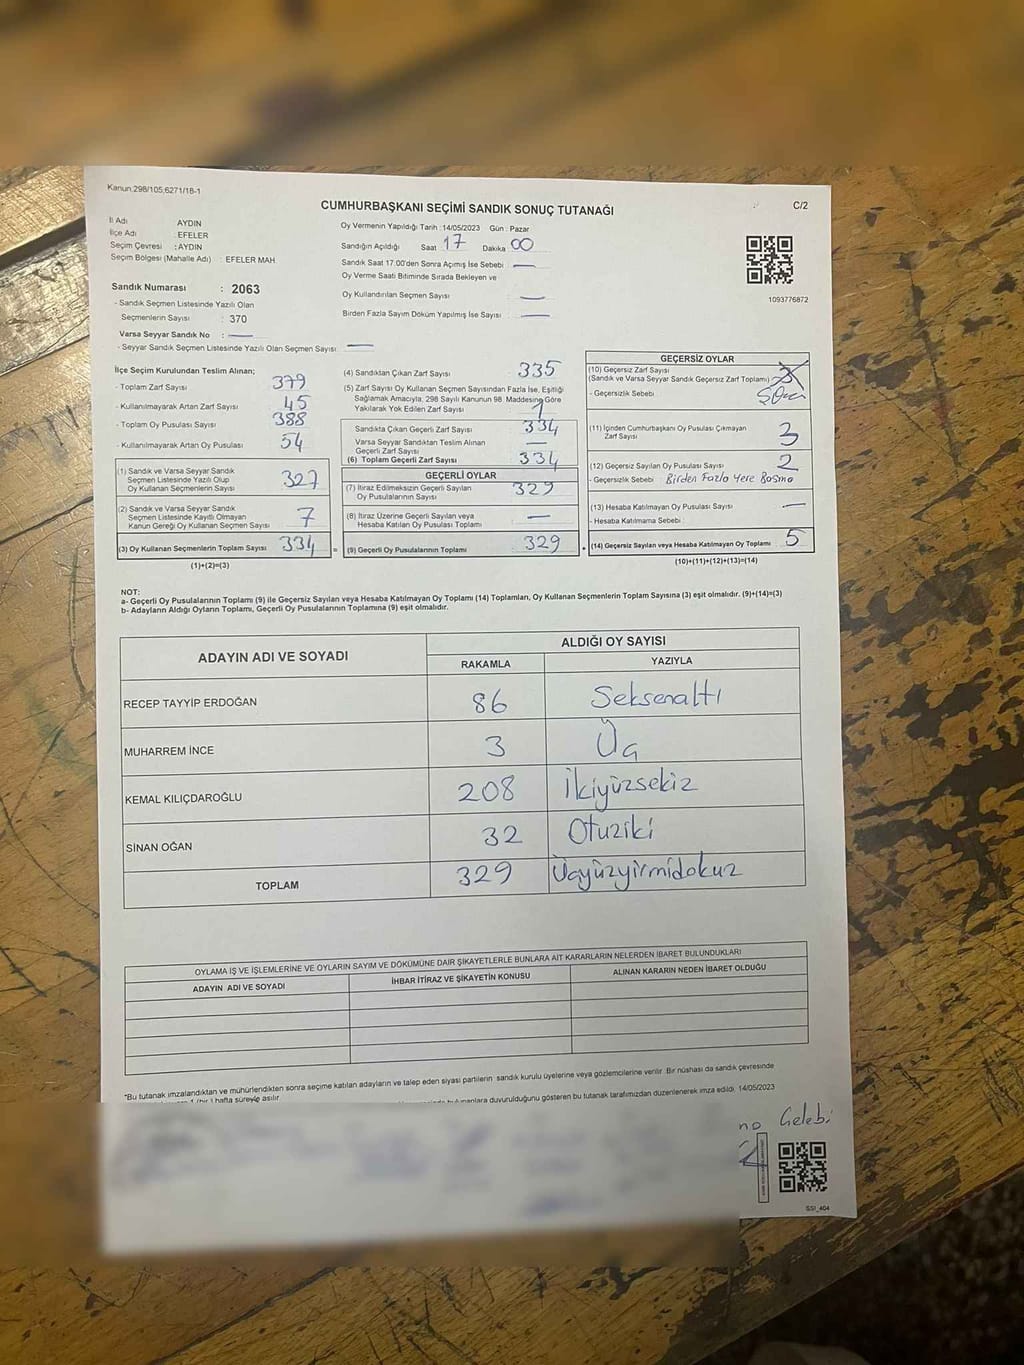 Kanun,298/105,6271/18-1
CUMHURBAŞKANI SEÇİMİ SANDIK SONUÇ TUTANAĞI
C/2
İl Adı AYDIN
İlçe Adı : EFELER
Seçim Çevresi : AYDIN
Seçim Bölgesi (Mahalle Adı) : EFELER MAH.
Oy Vermenin Yapıldığı Tarih :14/05/2023 Gün : Pazar
Sandığın Açıldığı Saat 17 Dakika 00
Sandık Saat 17:00'den Sonra Açımış İse Sebebi —
Oy Verme Saati Bitiminde Sırada Bekleyen ve
Oy Kullandırılan Seçmen Sayısı —
Birden Fazla Sayım Döküm Yapılmış İse Sayısı : —
1093776872
Sandık Numarası : 2063
- Sandık Seçmen Listesinde Yazılı Olan
Seçmenlerin Sayısı : 370
Varsa Seyyar Sandık No : —
- Seyyar Sandık Seçmen Listesinde Yazılı Olan Seçmen Sayısı : —
İlçe Seçim Kurulundan Teslim Alınan;
- Toplam Zarf Sayısı 379
- Kullanılmayarak Artan Zarf Sayısı 45
- Toplam Oy Pusulası Sayısı 388
- Kullanılmayarak Artan Oy Pusulası 54
(1) Sandık ve Varsa Seyyar Sandık
Seçmen Listesinde Yazılı Olup
Oy Kullanan Seçmenlerin Sayısı 327
(2) Sandık ve Varsa Seyyar Sandık
Seçmen Listesinde Kayıtlı Olmayan
Kanun Gereği Oy Kullanan Seçmen Sayısı 7
(3) Oy Kullanan Seçmenlerin Toplam Sayısı 334 =
(1)+(2)=(3)
(4) Sandıktan Çıkan Zarf Sayısı 335
(5) Zarf Sayısı Oy Kullanan Seçmen Sayısından Fazla İse, Eşitliği
Sağlamak Amacıyla, 298 Sayılı Kanunun 98. Maddesine Göre
Yakılarak Yok Edilen Zarf Sayısı 1
Sandıkta Çıkan Geçerli Zarf Sayısı 334
Varsa Seyyar Sandıktan Teslim Alınan
Geçerli Zarf Sayısı —
(6) Toplam Geçerli Zarf Sayısı 334
GEÇERLİ OYLAR
(7) İtiraz Edilmeksizin Geçerli Sayılan
Oy Pusulalarının Sayısı 329
(8) İtiraz Üzerine Geçerli Sayılan veya
Hesaba Katılan Oy Pusulası Toplamı —
(9) Geçerli Oy Pusulalarının Toplamı 329 +
GEÇERSİZ OYLAR
(10) Geçersiz Zarf Sayısı
(Sandık ve Varsa Seyyar Sandık Geçersiz Zarf Toplamı)
- Geçersizlik Sebebi
(11) İçinden Cumhurbaşkanı Oy Pusulası Çıkmayan
Zarf Sayısı 3
(12) Geçersiz Sayılan Oy Pusulası Sayısı 2
- Geçersizlik Sebebi Birden Fazla Yere Basma
(13) Hesaba Katılmayan Oy Pusulası Sayısı —
- Hesaba Katılmama Sebebi :
(14) Geçersiz Sayılan veya Hesaba Katılmayan Oy Toplamı 5
(10)+(11)+(12)+(13)=(14)
NOT:
a- Geçerli Oy Pusulalarının Toplamı (9) ile Geçersiz Sayılan veya Hesaba Katılmayan Oy Toplamı (14) Toplamları, Oy Kullanan Seçmenlerin Toplam Sayısına (3) eşit olmalıdır. (9)+(14)=(3)
b- Adayların Aldığı Oyların Toplamı, Geçerli Oy Pusulalarının Toplamına (9) eşit olmalıdır.
ADAYIN ADI VE SOYADI
ALDIĞI OY SAYISI
RAKAMLA YAZIYLA
RECEP TAYYİP ERDOĞAN 86 Seksenaltı
MUHARREM İNCE 3 Üç
KEMAL KILIÇDAROĞLU 208 İkiyüzsekiz
SİNAN OĞAN 32 Otuziki
TOPLAM 329 Üçyüzyirmidokuz
OYLAMA İŞ VE İŞLEMLERİNE VE OYLARIN SAYIM VE DÖKÜMÜNE DAİR ŞİKAYETLERLE BUNLARA AİT KARARLARIN NELERDEN İBARET BULUNDUKLARI
ADAYIN ADI VE SOYADI İHBAR İTİRAZ VE ŞİKAYETİN KONUSU ALINAN KARARIN NEDEN İBARET OLDUĞU
*Bu tutanak imzalandıktan ve mühürlendikten sonra seçime katılan adayların ve talep eden siyasi partilerin sandık kurulu üyelerine veya gözlemcilerine verilir. Bir nüshası da sandık çevresinde
1 (bir) hafta süreyle asılır. bulunanlara duyurulduğunu gösteren bu tutanak tarafımızdan düzenlenerek imza edildi. 14/05/2023
no Çelebi
SSI_404